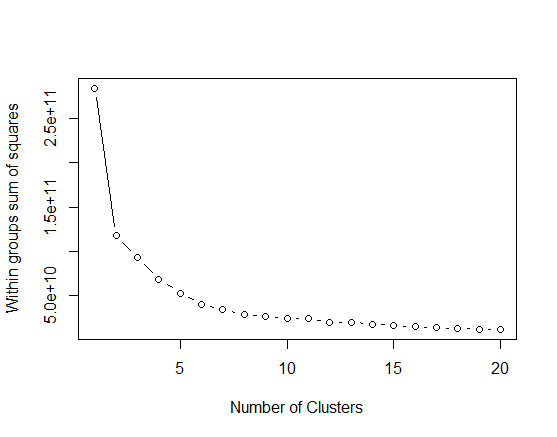 Within groups sum of squares
2.5e+11
1.5e+11
5.0e+10
5 10 15 20
Number of Clusters